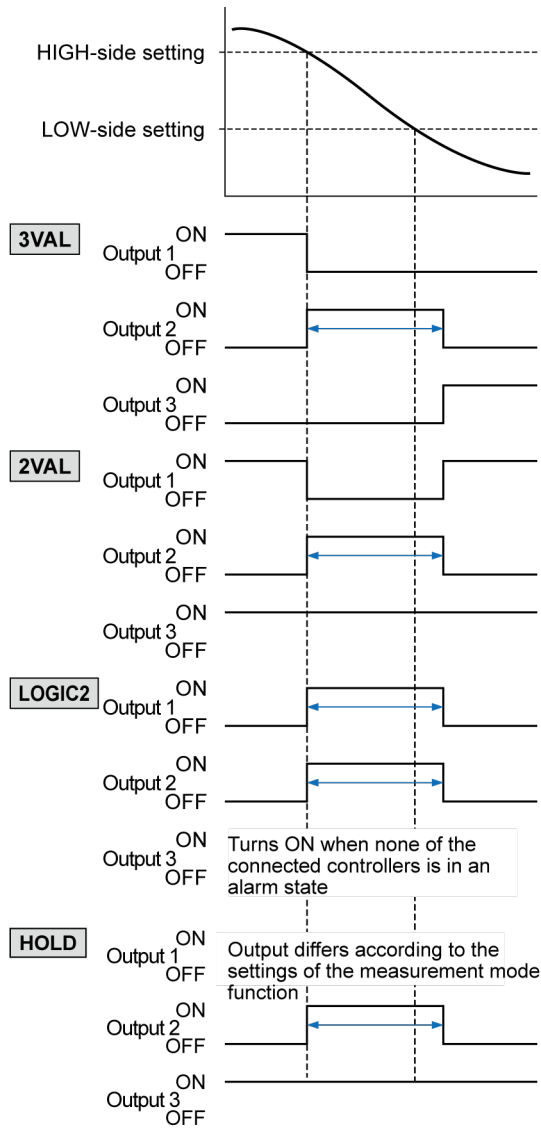 HIGH-side setting
LOW-side setting
3VAL
ON
Output 1
OFF
ON
Output 2
OFF
ON
Output 3
OFF
2VAL
ON
Output 1
OFF
ON
Output 2
OFF
ON
Output 3
OFF
LOGIC2
ON
Output 1
OFF
ON
Output 2
OFF
ON
Output 3
OFF
Turns ON when none of the
connected controllers is in an
alarm state
HOLD
ON
Output 1
OFF
Output differs according to the
settings of the measurement mode
function
ON
Output 2
OFF
ON
Output 3
OFF